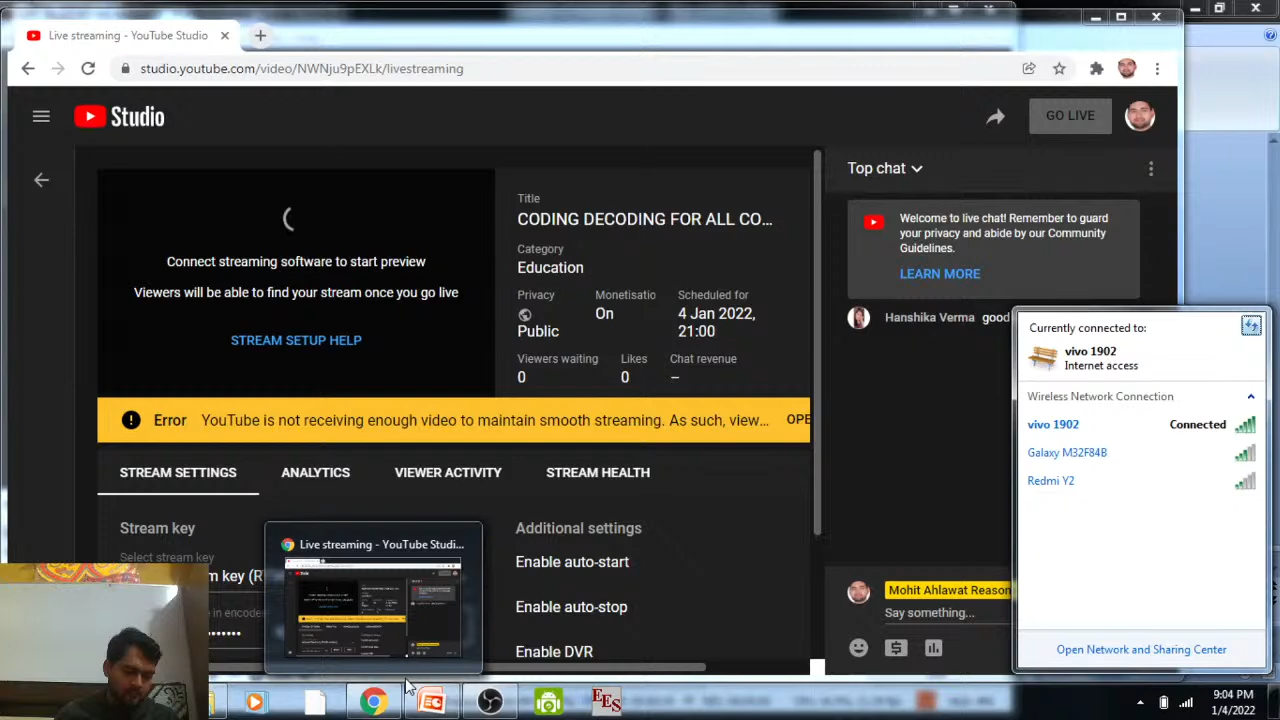 Live streaming - YouTube Studio
studio.youtube.com/video/NWNju9pEXLk/livestreaming
Studio
GO LIVE
Connect streaming software to start preview
Viewers will be able to find your stream once you go live
STREAM SETUP HELP
Title
CODING DECODING FOR ALL CO...
Category
Education
Privacy
Public
Monetisatio
On
Scheduled for
4 Jan 2022,
21:00
Viewers waiting
0
Likes
0
Chat revenue
–
Error YouTube is not receiving enough video to maintain smooth streaming. As such, view... OPE
STREAM SETTINGS ANALYTICS VIEWER ACTIVITY STREAM HEALTH
Stream key
Select stream key
m key (R
in encoder
Additional settings
Enable auto-start
Enable auto-stop
Enable DVR
Live streaming - YouTube Studi...
Top chat
Welcome to live chat! Remember to guard
your privacy and abide by our Community
Guidelines.
LEARN MORE
Hanshika Verma good
Mohit Ahlawat Reason
Say something...
Currently connected to:
vivo 1902
Internet access
Wireless Network Connection
vivo 1902 Connected
Galaxy M32F84B
Redmi Y2
Open Network and Sharing Center
EES
9:04 PM
1/4/2022